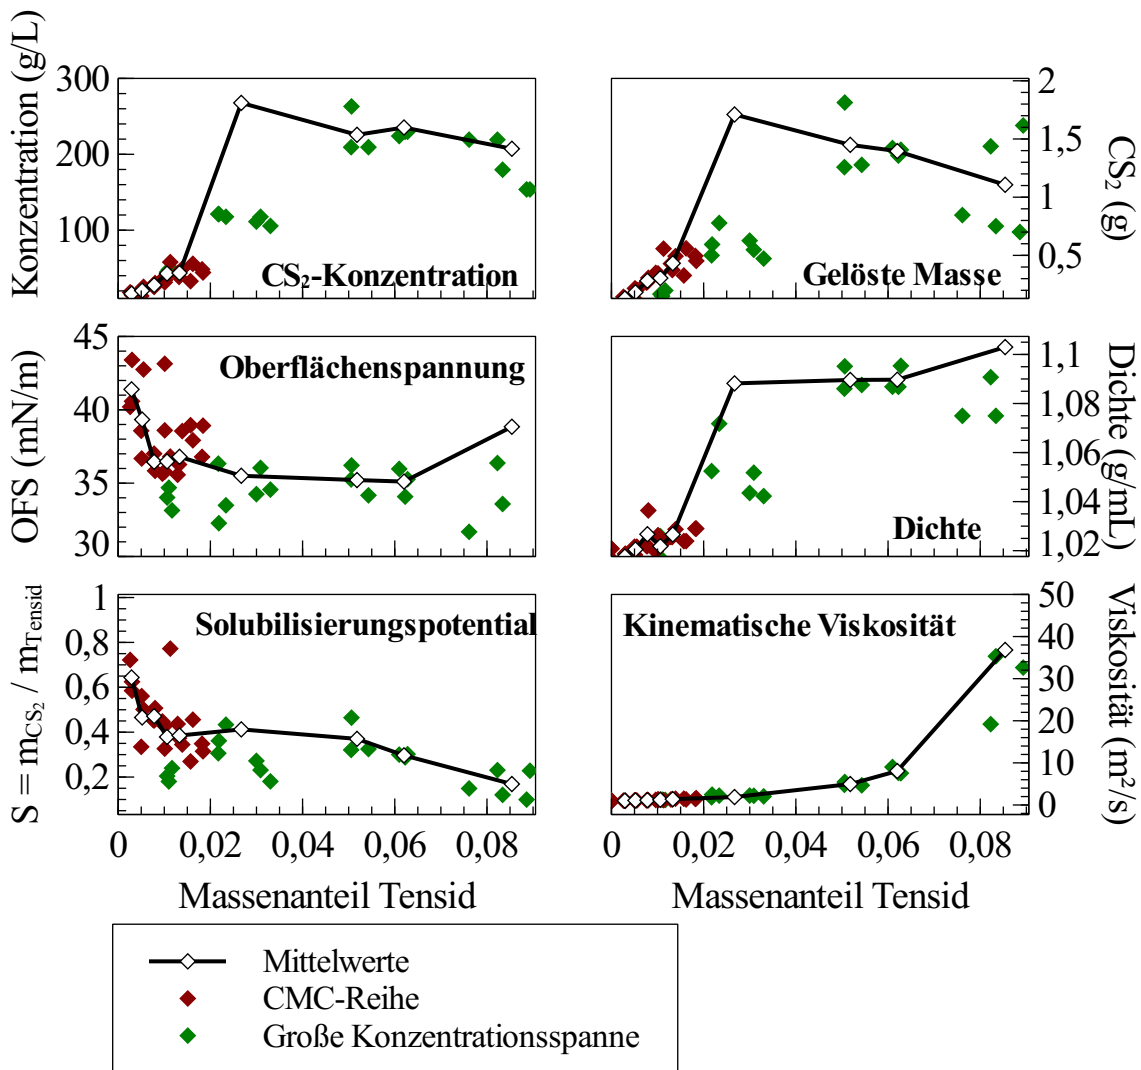 Konzentration (g/L)
300
200
100
CS₂-Konzentration
2
1,5
1
0,5
CS₂ (g)
Gelöste Masse
OFS (mN/m)
45
40
35
30
Oberflächenspannung
1,1
1,08
1,06
1,04
1,02
Dichte (g/mL)
Dichte
S = m_CS₂ / m_Tensid
1
0,8
0,6
0,4
0,2
Solubilisierungspotential
0 0,02 0,04 0,06 0,08
Massenanteil Tensid
Kinematische Viskosität
50
40
30
20
10
0
Viskosität (m²/s)
0 0,02 0,04 0,06 0,08
Massenanteil Tensid
Mittelwerte
CMC-Reihe
Große Konzentrationsspanne